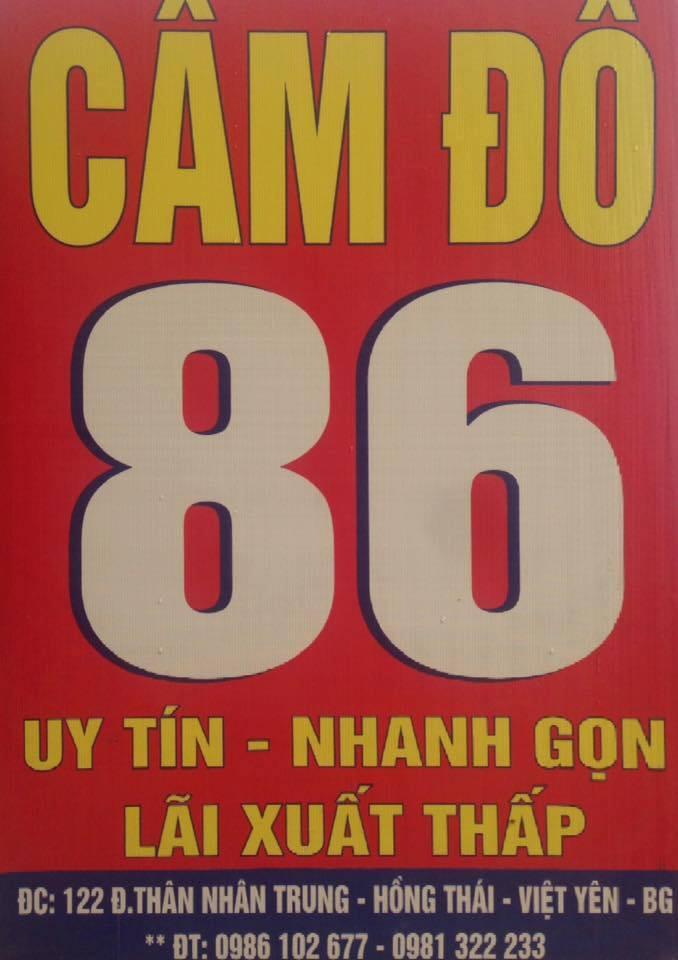 CẦM ĐỒ
86
UY TÍN - NHANH GỌN
LÃI XUẤT THẤP
ĐC: 122 Đ.THÂN NHÂN TRUNG - HỒNG THÁI - VIỆT YÊN - BG
** ĐT: 0986 102 677 - 0981 322 233